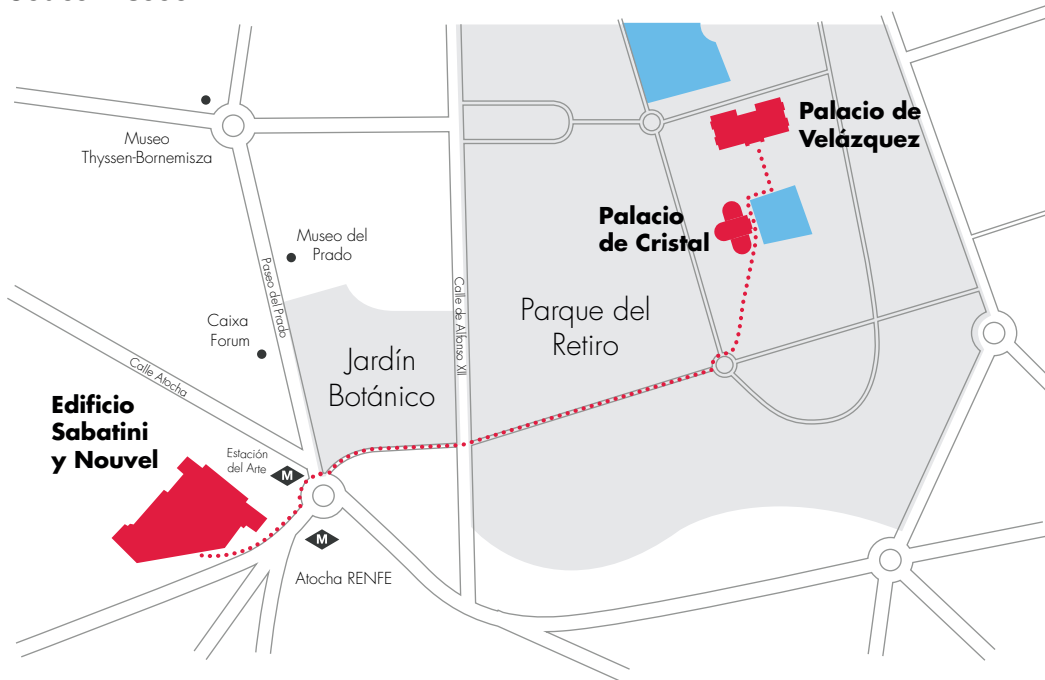 Palacio de
Velázquez
Museo
Thyssen-Bornemisza
Palacio
de Cristal
Museo del
Prado
Paseo del Prado
Calle de Alfonso XII
Parque del
Retiro
Caixa
Forum
Jardín
Botánico
Calle Atocha
Edificio
Sabatini
y Nouvel
Estación
del Arte
M
M
Atocha RENFE